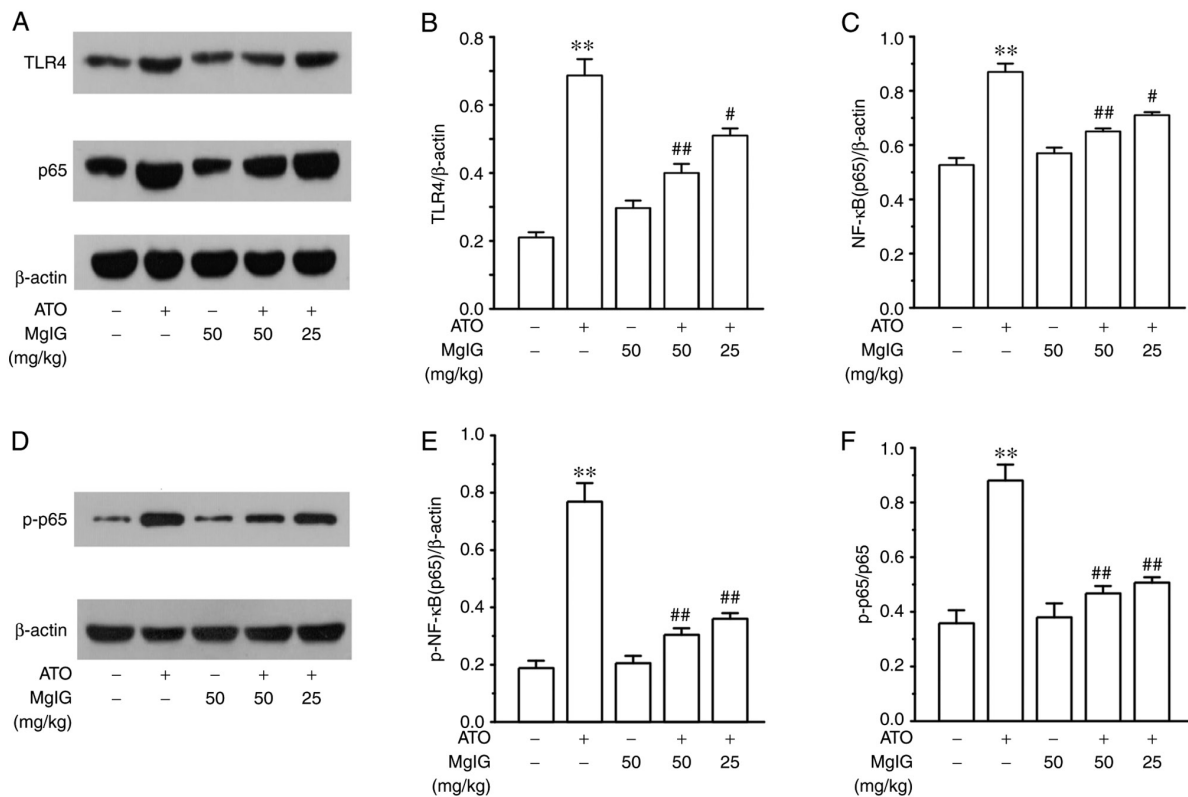 A
TLR4
p65
β-actin
ATO – + – + +
MgIG – – 50 50 25
(mg/kg)
B
TLR4/β-actin
0.8
0.6
0.4
0.2
0.0
**
##
#
ATO – + – + +
MgIG – – 50 50 25
(mg/kg)
C
NF-κB(p65)/β-actin
1.0
0.8
0.6
0.4
0.2
0.0
**
##
#
ATO – + – + +
MgIG – – 50 50 25
(mg/kg)
D
p-p65
β-actin
ATO – + – + +
MgIG – – 50 50 25
(mg/kg)
E
p-NF-κB(p65)/β-actin
1.0
0.8
0.6
0.4
0.2
0.0
**
##
##
ATO – + – + +
MgIG – – 50 50 25
(mg/kg)
F
p-p65/p65
1.0
0.8
0.6
0.4
0.2
0.0
**
##
##
ATO – + – + +
MgIG – – 50 50 25
(mg/kg)